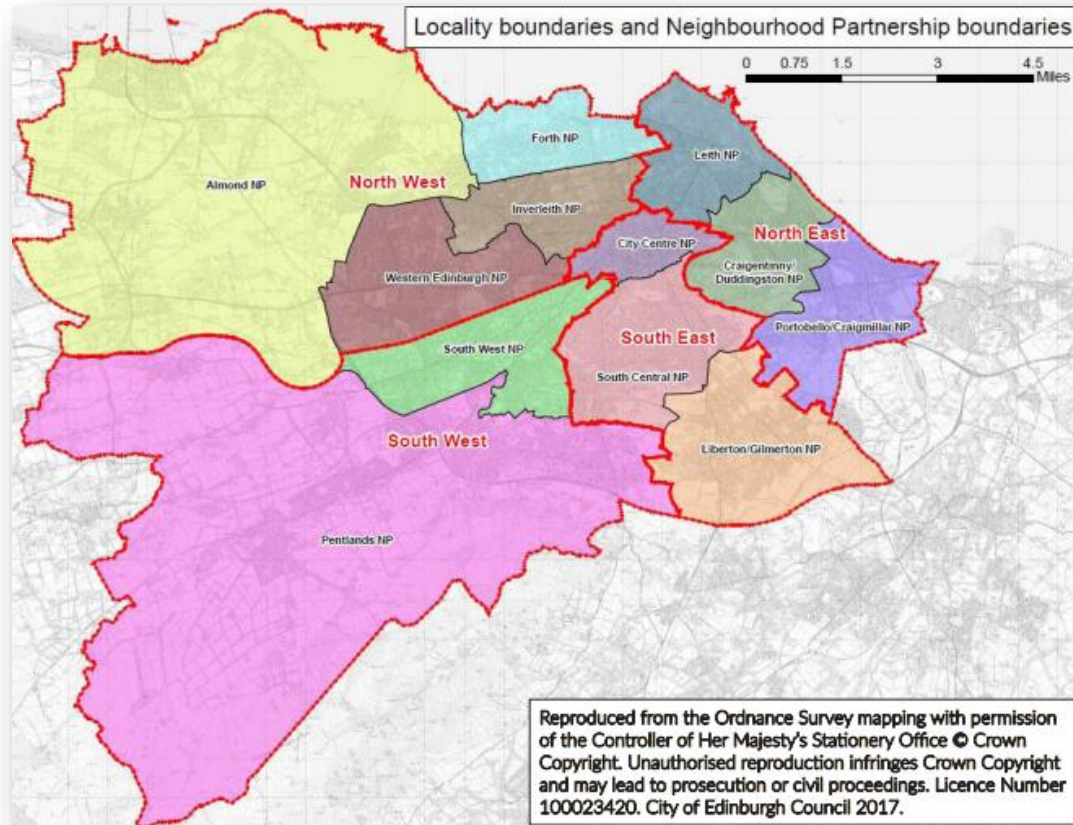 Locality boundaries and Neighbourhood Partnership boundaries
0 0.75 1.5 3 4.5
Miles
Forth NP
Leith NP
Almond NP
North West
Inverleith NP
City Centre NP
North East
Western Edinburgh NP
Craigentinny/
Duddingston NP
South West NP
South East
Portobello/Craigmillar NP
South Central NP
South West
Liberton/Gilmerton NP
Pentlands NP
Reproduced from the Ordnance Survey mapping with permission
of the Controller of Her Majesty's Stationery Office © Crown
Copyright. Unauthorised reproduction infringes Crown Copyright
and may lead to prosecution or civil proceedings. Licence Number
100023420. City of Edinburgh Council 2017.